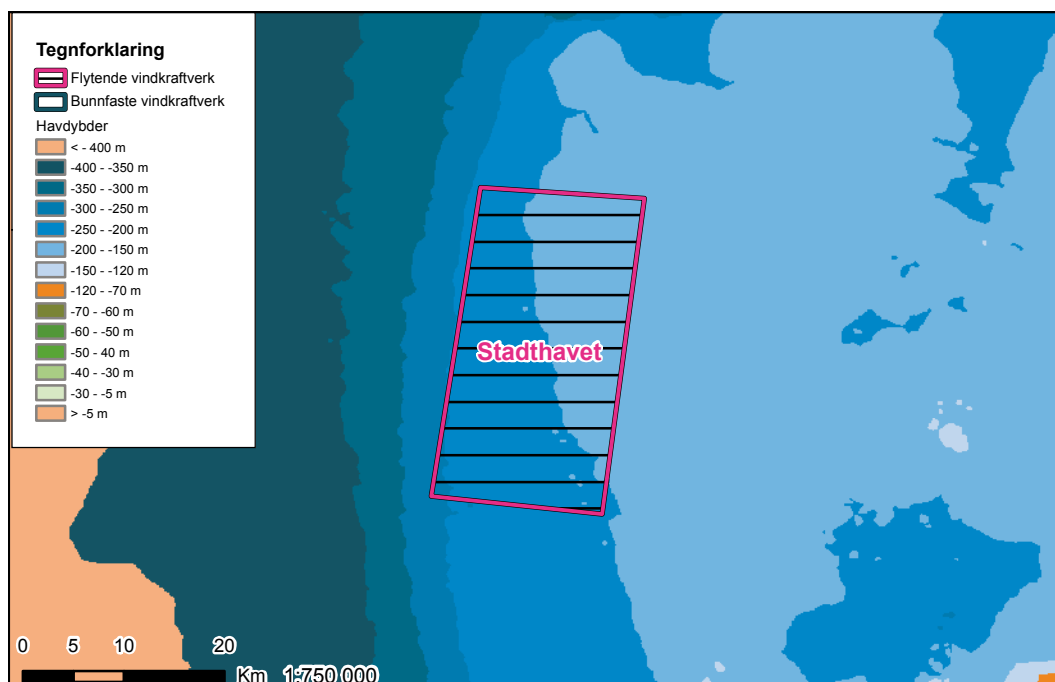 Tegnforklaring
Flytende vindkraftverk
Bunnfaste vindkraftverk
Havdybder
< - 400 m
-400 - -350 m
-350 - -300 m
-300 - -250 m
-250 - -200 m
-200 - -150 m
-150 - -120 m
-120 - -70 m
-70 - -60 m
-60 - -50 m
-50 - 40 m
-40 - -30 m
-30 - -5 m
> -5 m
Stadthavet
0 5 10 20
Km 1:750 000